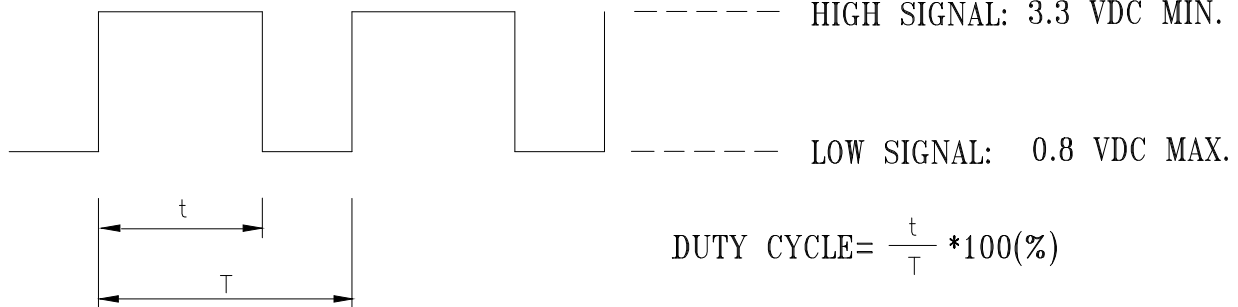 HIGH SIGNAL: 3.3 VDC MIN.
LOW SIGNAL: 0.8 VDC MAX.
t
T
DUTY CYCLE= t/T *100(%)